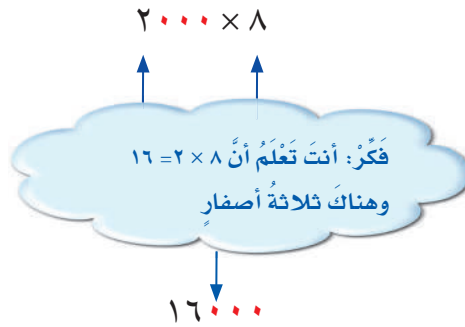 ٢٠٠٠ × ٨
فَكِّرْ: أنتَ تَعْلَمُ أنَّ ٨ × ٢= ١٦
وهناكَ ثلاثةُ أصفارٍ
١٦٠٠٠